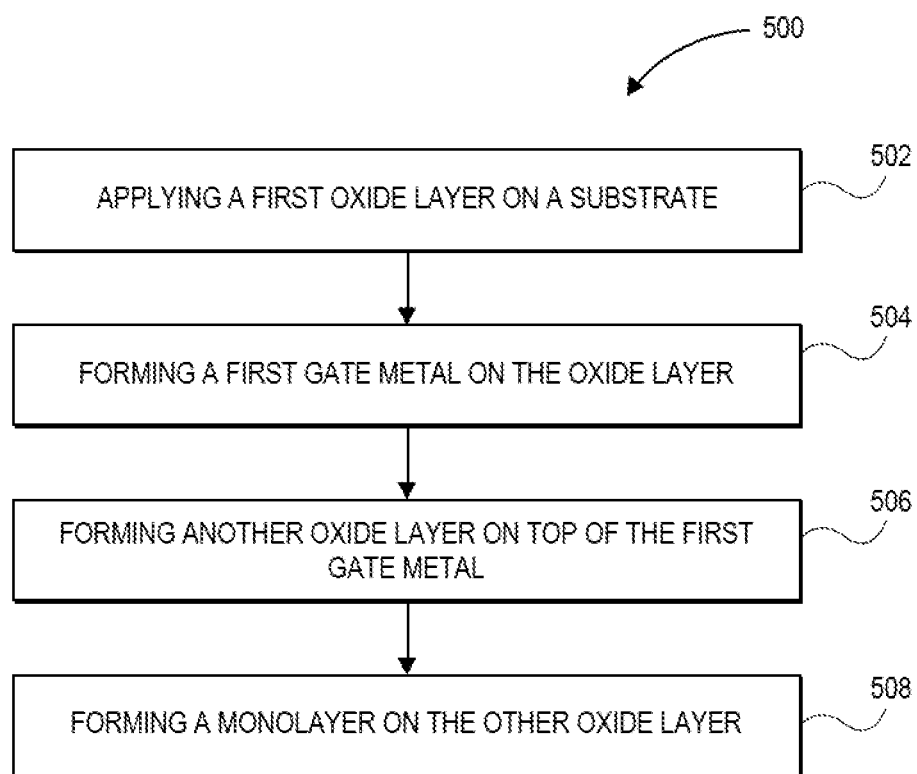 500
502
APPLYING A FIRST OXIDE LAYER ON A SUBSTRATE
504
FORMING A FIRST GATE METAL ON THE OXIDE LAYER
506
FORMING ANOTHER OXIDE LAYER ON TOP OF THE FIRST
GATE METAL
508
FORMING A MONOLAYER ON THE OTHER OXIDE LAYER